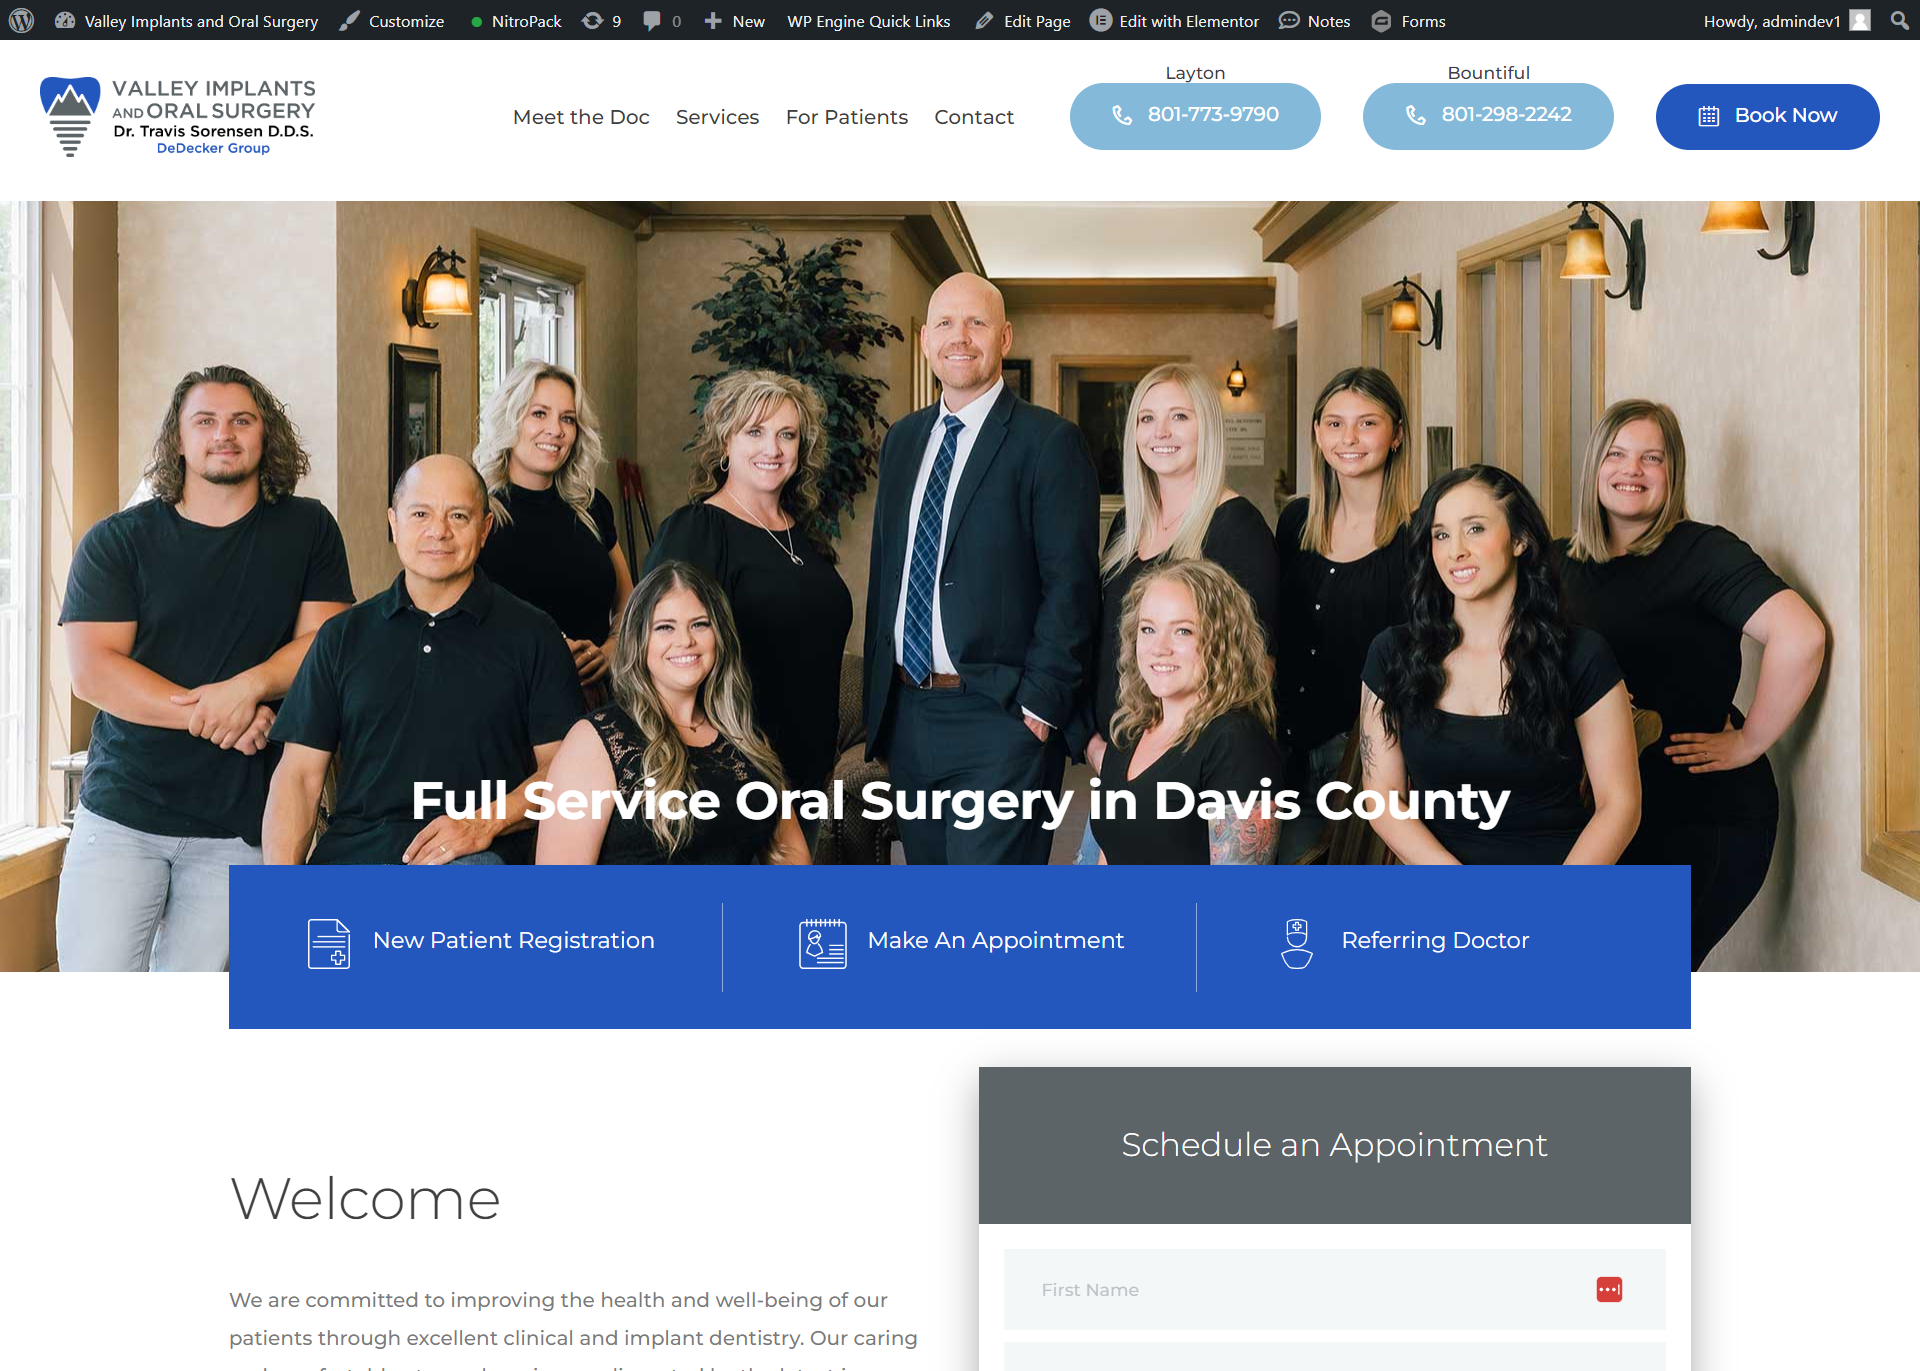 Valley Implants and Oral Surgery Customize NitroPack 9 0 New WP Engine Quick Links Edit Page Edit with Elementor Notes Forms Howdy, admindev1
VALLEY IMPLANTS
AND ORAL SURGERY
Dr. Travis Sorensen D.D.S.
DeDecker Group
Meet the Doc Services For Patients Contact
Layton
801-773-9790
Bountiful
801-298-2242
Book Now
Full Service Oral Surgery in Davis County
New Patient Registration
Make An Appointment
Referring Doctor
Welcome
We are committed to improving the health and well-being of our
patients through excellent clinical and implant dentistry. Our caring
Schedule an Appointment
First Name